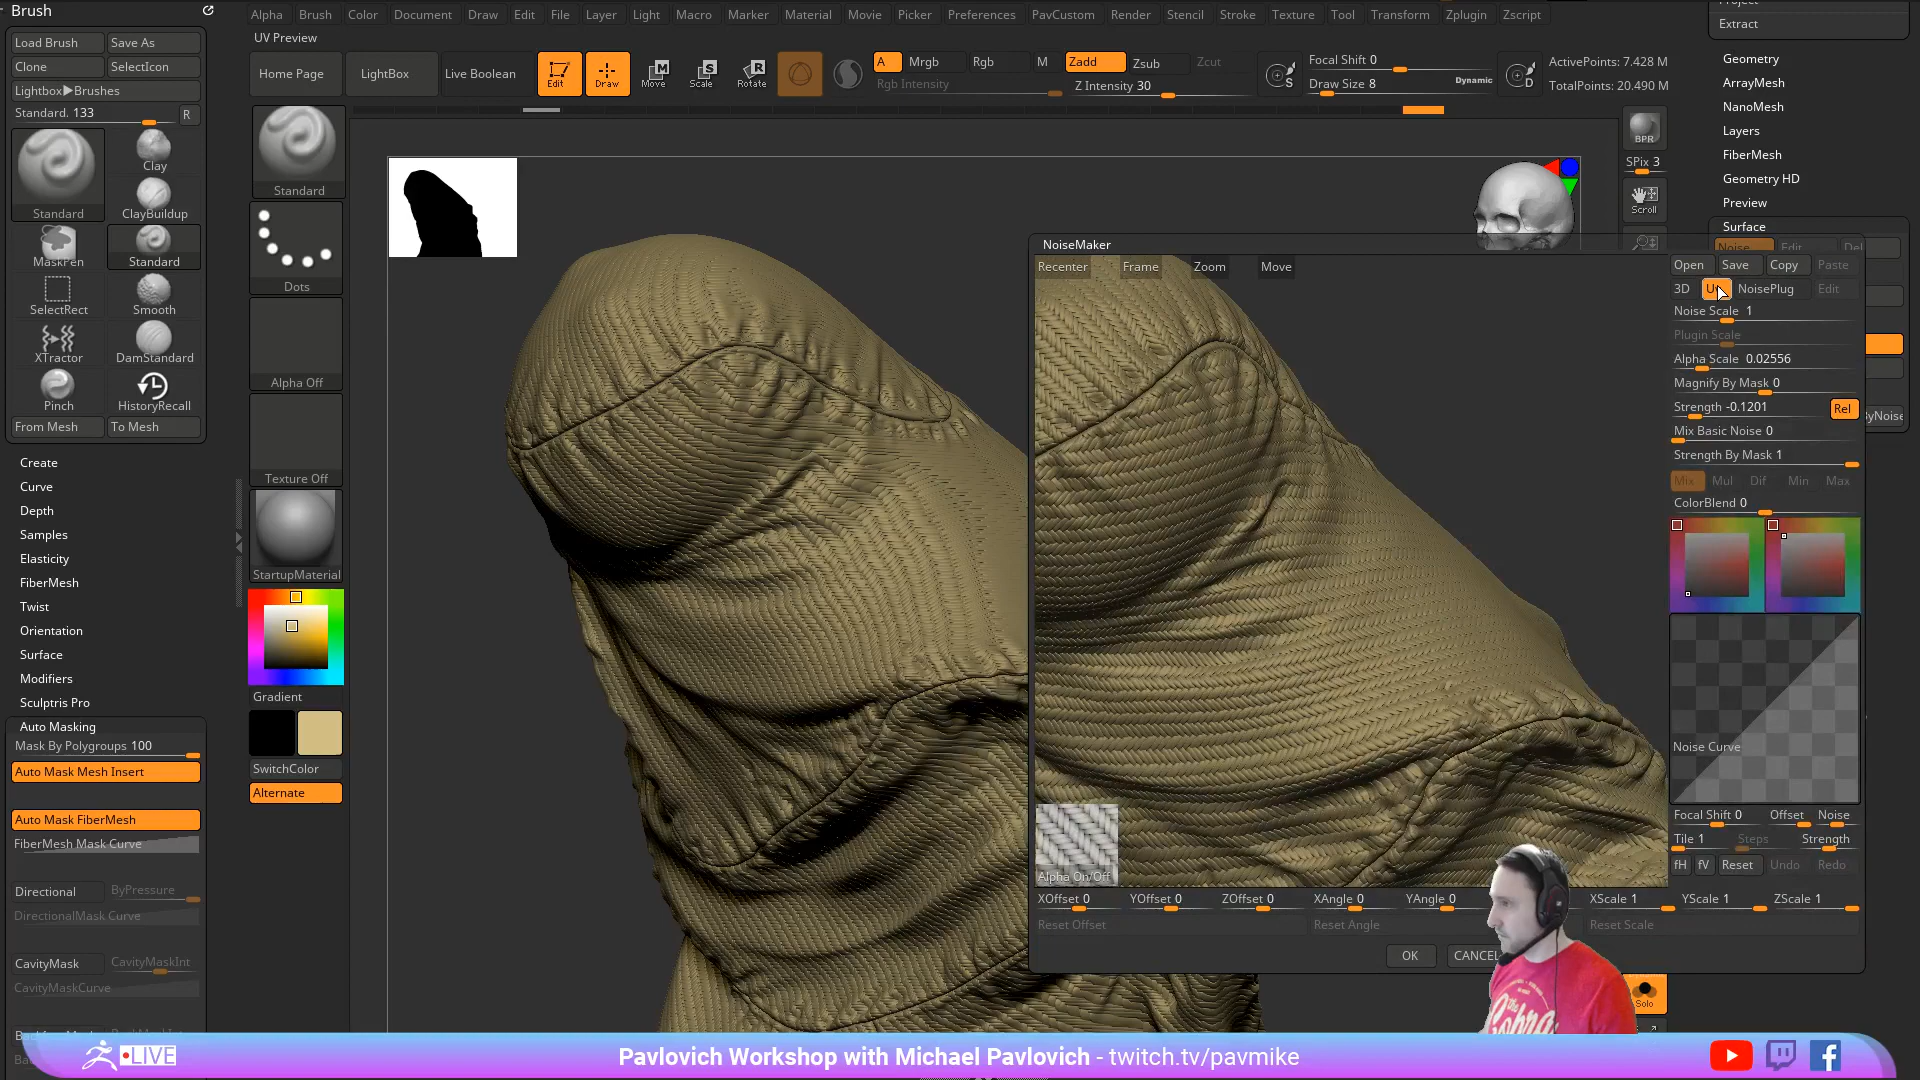 Brush
Load Brush Save As
Clone SelectIcon
Lightbox▶Brushes
Standard. 133 R
Standard Clay
ClayBuildup
MaskPen Standard
SelectRect Smooth
XTractor DamStandard
Pinch HistoryRecall
From Mesh To Mesh
Create
Curve
Depth
Samples
Elasticity
FiberMesh
Twist
Orientation
Surface
Modifiers
Sculptris Pro
Auto Masking
Mask By Polygroups 100
Auto Mask Mesh Insert
Auto Mask FiberMesh
FiberMesh Mask Curve
Directional ByPressure
DirectionalMask Curve
CavityMask CavityMaskInt
CavityMaskCurve
Alpha Brush Color Document Draw Edit File Layer Light Macro Marker Material Movie Picker Preferences PavCustom Render Stencil Stroke Texture Tool Transform Zplugin Zscript
UV Preview
Home Page LightBox Live Boolean Edit Draw Move Scale Rotate
A Mrgb Rgb M Zadd Zsub Zcut
Rgb Intensity Z Intensity 30
S Focal Shift 0
Draw Size 8 Dynamic D
ActivePoints: 7.428 M
TotalPoints: 20.490 M
Standard
Dots
Alpha Off
Texture Off
StartupMaterial
Gradient
SwitchColor
Alternate
BPR
SPix 3
Scroll
Solo
Extract
Geometry
ArrayMesh
NanoMesh
Layers
FiberMesh
Geometry HD
Preview
Surface
Noise Edit Del
NoiseMaker
Recenter Frame Zoom Move
Open Save Copy Paste
3D NoisePlug Edit
Noise Scale 1
Plugin Scale
Alpha Scale 0.02556
Magnify By Mask 0
Strength -0.1201 Rel
Mix Basic Noise 0
Strength By Mask 1
Mix Mul Dif Min Max
ColorBlend 0
Noise Curve
Focal Shift 0 Offset Noise
Tile 1 Steps Strength
fH fV Reset Undo Redo
Alpha On/Off
XOffset 0 YOffset 0 ZOffset 0 XAngle 0 YAngle 0 XScale 1 YScale 1 ZScale 1
Reset Offset Reset Angle Reset Scale
OK CANCEL
LIVE
Pavlovich Workshop with Michael Pavlovich - twitch.tv/pavmike